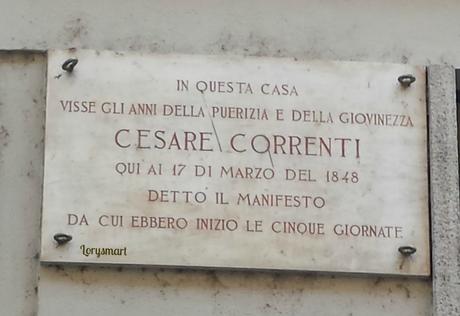 IN QUESTA CASA
VISSE GLI ANNI DELLA PUERIZIA E DELLA GIOVINEZZA
CESARE CORRENTI
QUI AI 17 DI MARZO DEL 1848
DETTO IL MANIFESTO
DA CUI EBBERO INIZIO LE CINQUE GIORNATE
Lorysmart